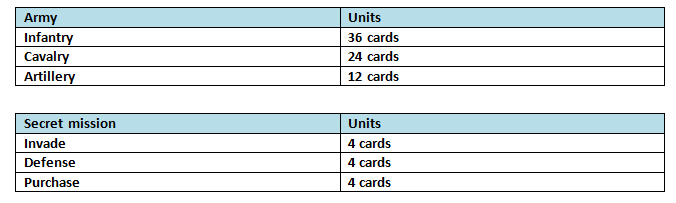 Army Units
Infantry 36 cards
Cavalry 24 cards
Artillery 12 cards
Secret mission Units
Invade 4 cards
Defense 4 cards
Purchase 4 cards